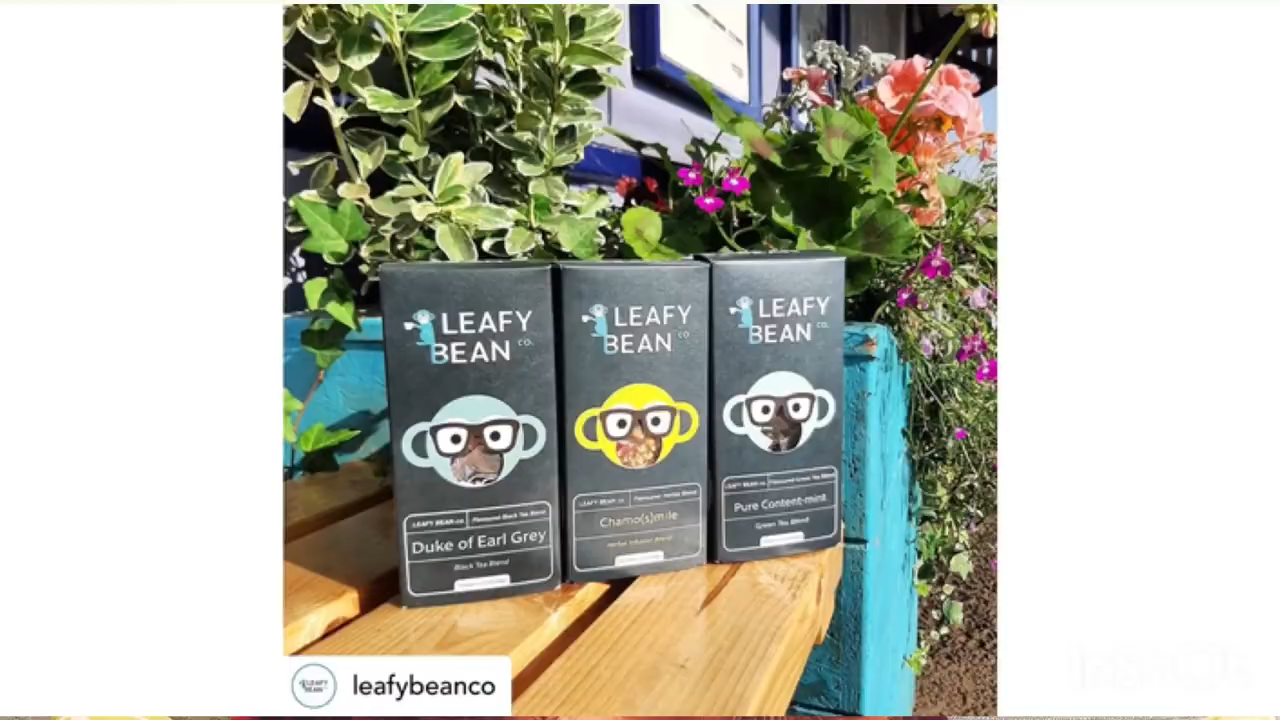 LEAFY
BEAN CO.
LEAFY BEAN co. Flavoured Black Tea Blend
Duke of Earl Grey
Black Tea Blend
LEAFY
BEAN CO.
LEAFY BEAN co. Flavoured Herbal Blend
Chamo(s)mile
Herbal Infusion Blend
LEAFY
BEAN CO.
LEAFY BEAN co. Flavoured Green Tea Blend
Pure Content-mint
Green Tea Blend
LEAFY
BEAN
leafybeanco